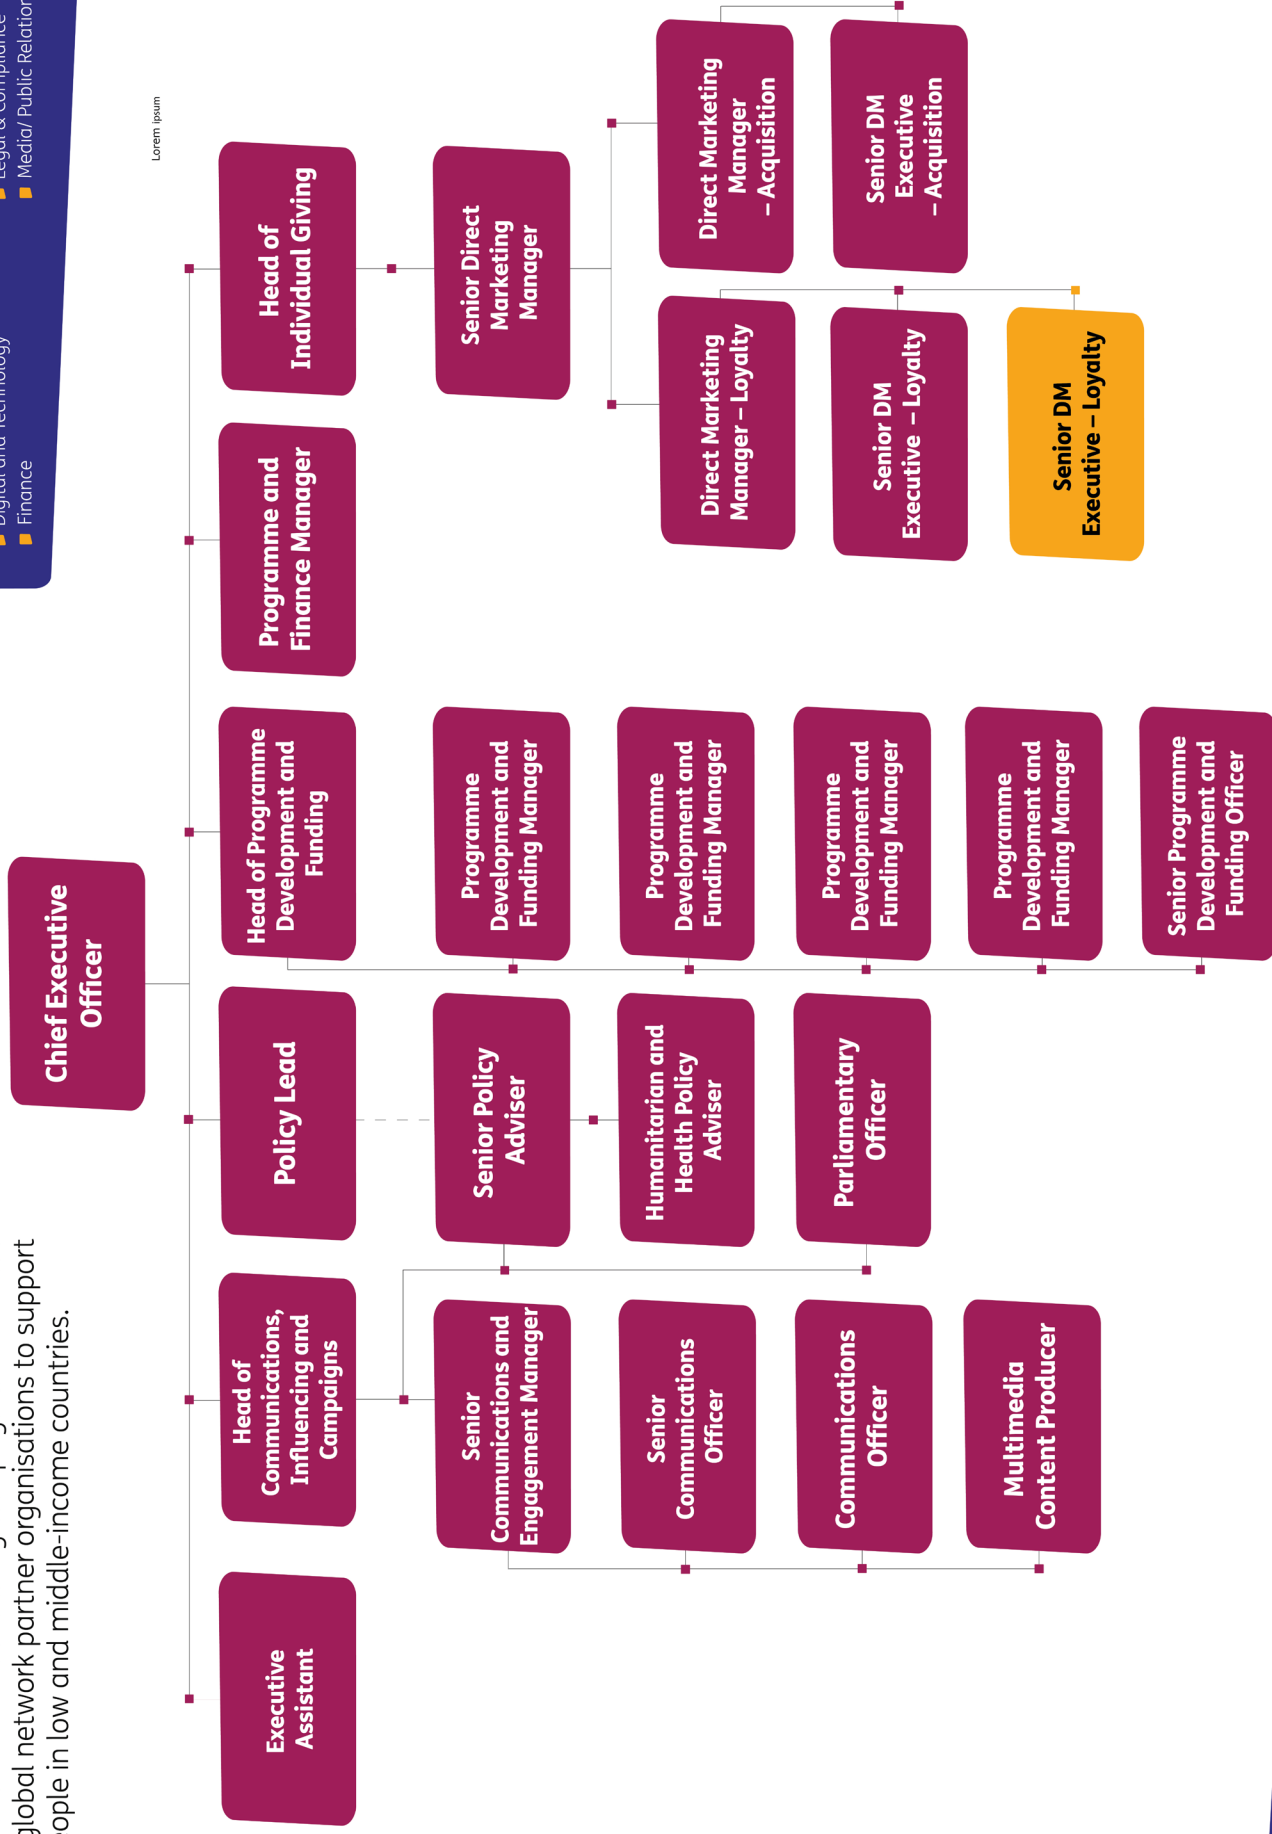 global network partner organisations to support
people in low and middle-income countries.
Finance
Media/ Public Relation
Lorem ipsum
Chief Executive
Officer
Executive
Assistant
Head of
Communications,
Influencing and
Campaigns
Policy Lead
Head of Programme
Development and
Funding
Programme and
Finance Manager
Head of
Individual Giving
Senior
Communications and
Engagement Manager
Senior Policy
Adviser
Programme
Development and
Funding Manager
Senior Direct
Marketing
Manager
Senior
Communications
Officer
Humanitarian and
Health Policy
Adviser
Programme
Development and
Funding Manager
Direct Marketing
Manager – Loyalty
Direct Marketing
Manager
– Acquisition
Communications
Officer
Parliamentary
Officer
Programme
Development and
Funding Manager
Senior DM
Executive – Loyalty
Senior DM
Executive
– Acquisition
Multimedia
Content Producer
Programme
Development and
Funding Manager
Senior DM
Executive – Loyalty
Senior Programme
Development and
Funding Officer